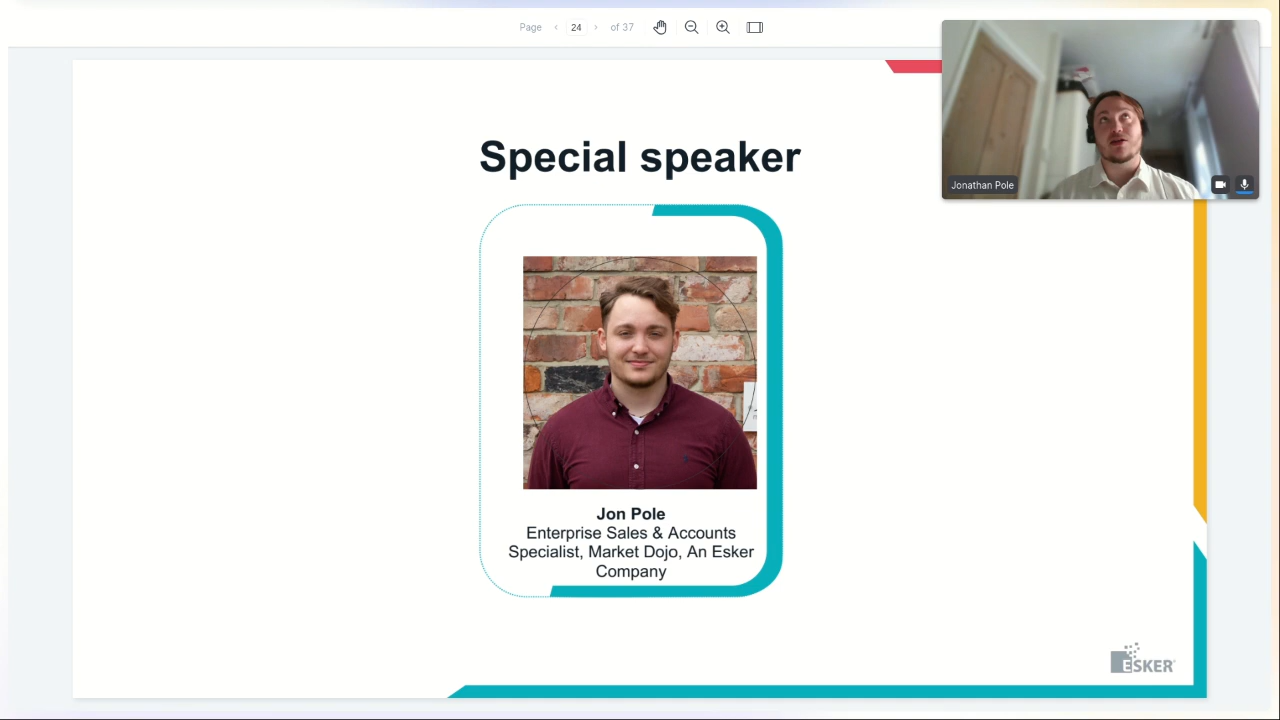 Page 24 of 37
Jonathan Pole
Special speaker
Jon Pole
Enterprise Sales & Accounts
Specialist, Market Dojo, An Esker
Company
ESKER